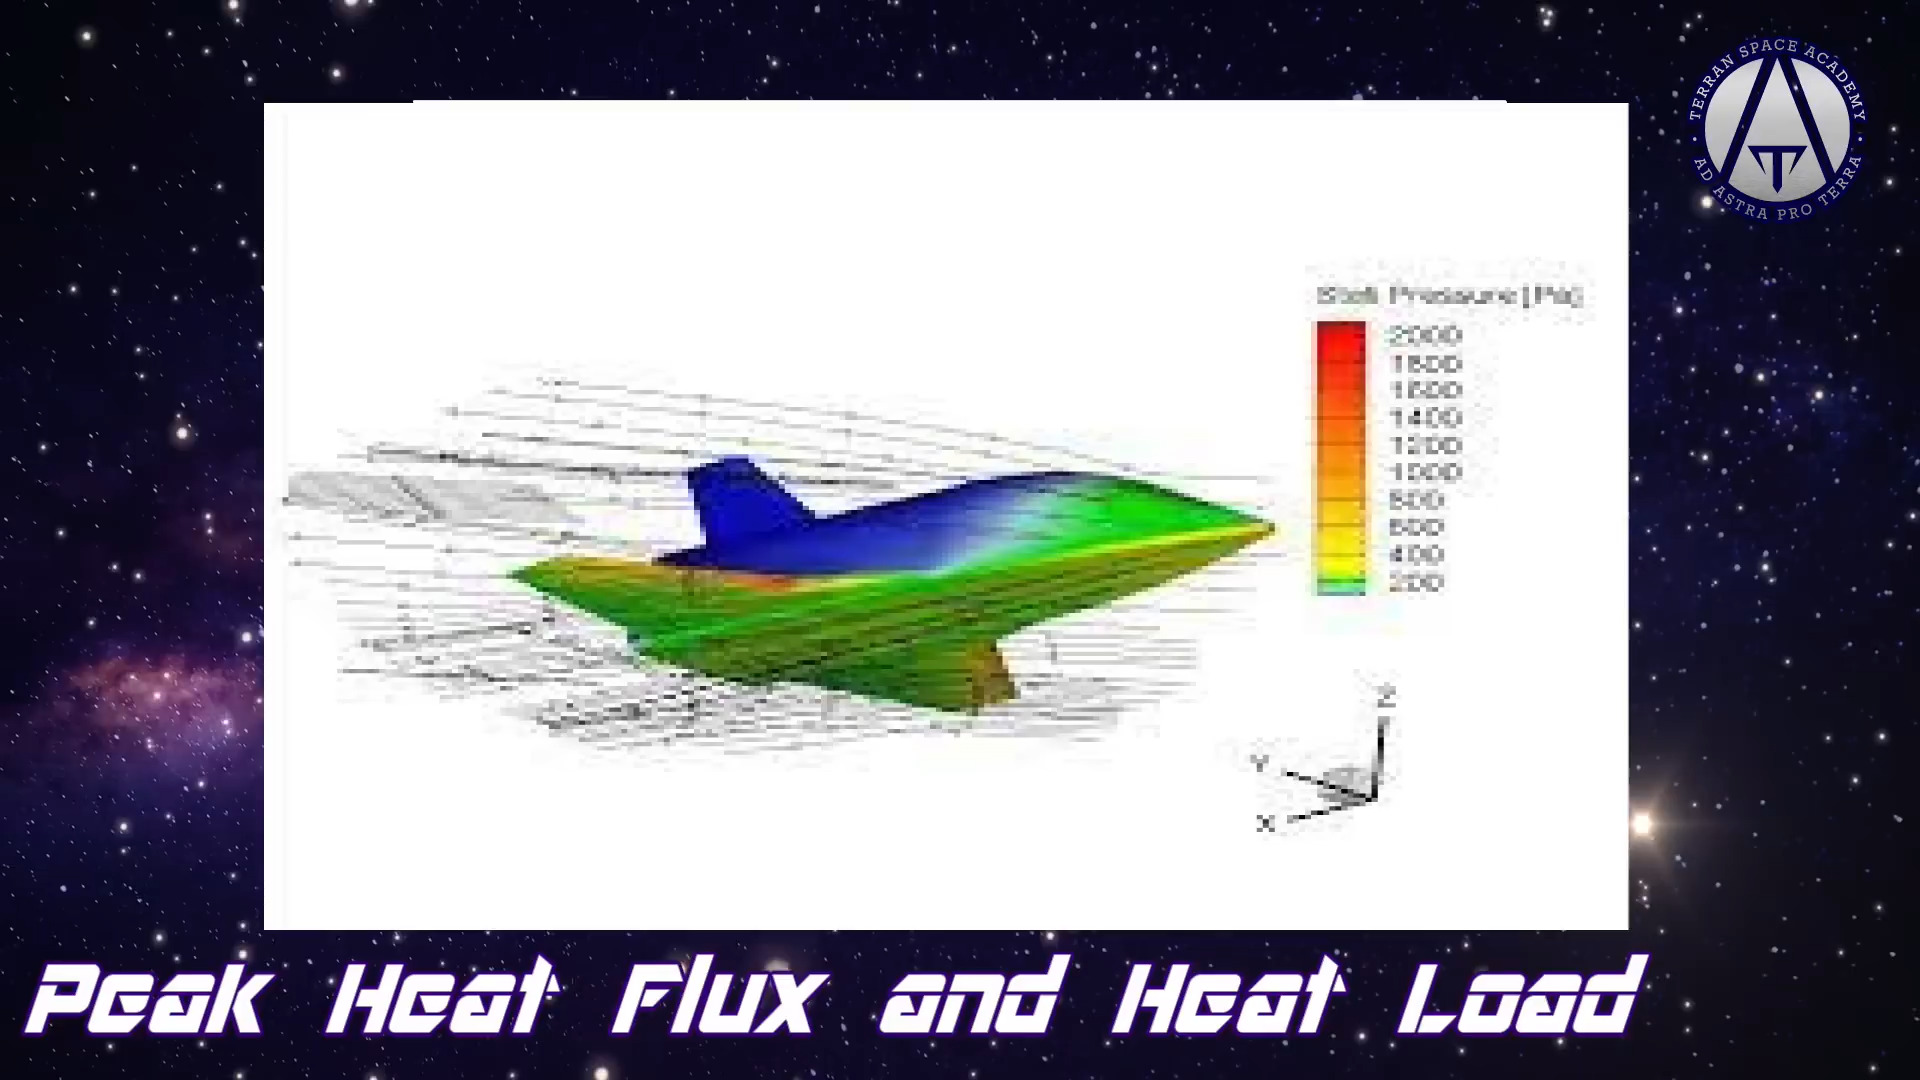 TERRAN SPACE ACADEMY
AD ASTRA PRO TERRA
Pressure [Pa]
2000
1800
1600
1400
1200
1000
800
600
400
200
Z
Y
X
Peak Heat Flux and Heat Load